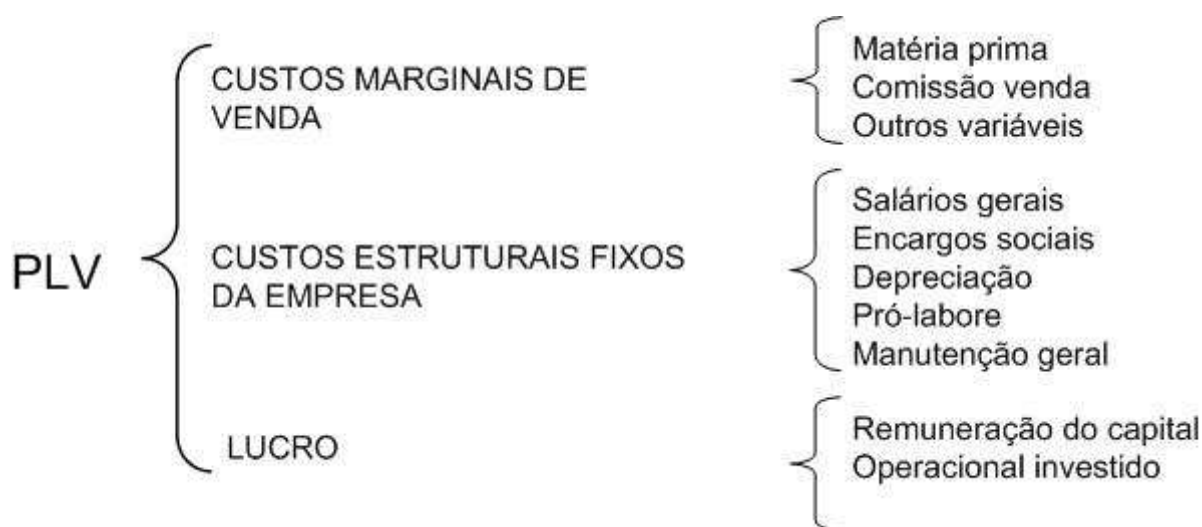 PLV
CUSTOS MARGINAIS DE
VENDA
Matéria prima
Comissão venda
Outros variáveis
CUSTOS ESTRUTURAIS FIXOS
DA EMPRESA
Salários gerais
Encargos sociais
Depreciação
Pró-labore
Manutenção geral
LUCRO
Remuneração do capital
Operacional investido